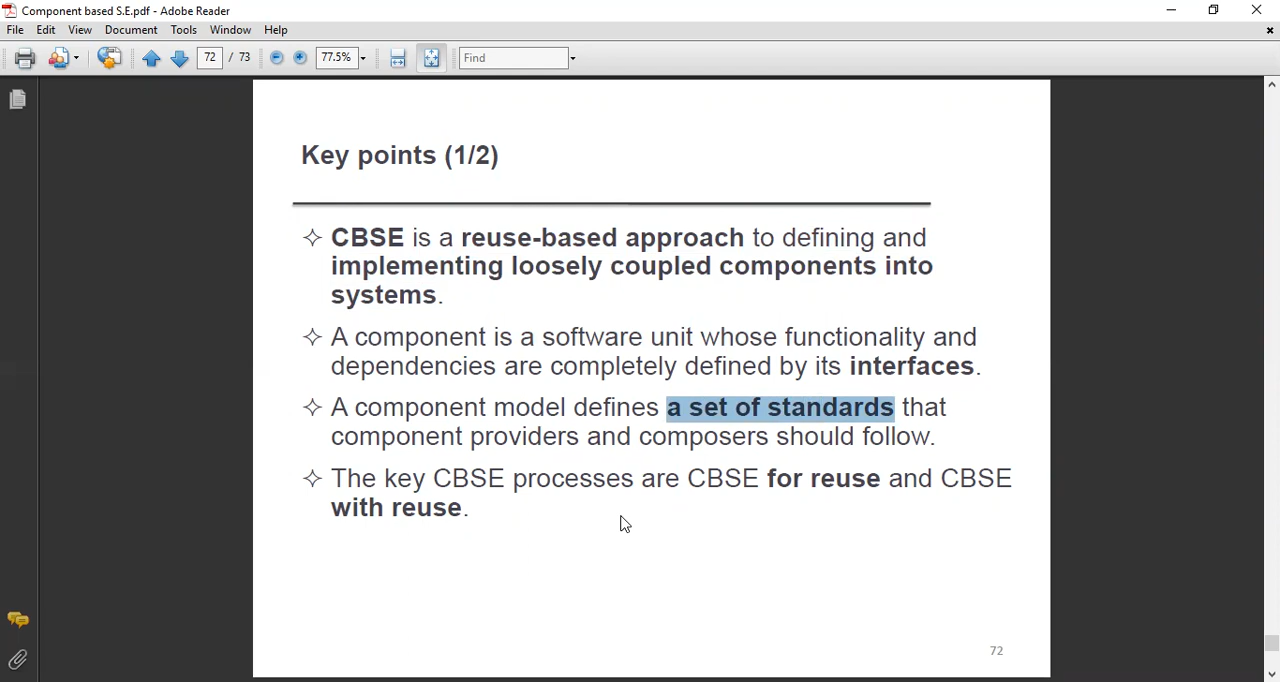 Component based S.E.pdf - Adobe Reader
File Edit View Document Tools Window Help
72 / 73 77.5% Find
Key points (1/2)
✧ CBSE is a reuse-based approach to defining and
implementing loosely coupled components into
systems.
✧ A component is a software unit whose functionality and
dependencies are completely defined by its interfaces.
✧ A component model defines a set of standards that
component providers and composers should follow.
✧ The key CBSE processes are CBSE for reuse and CBSE
with reuse.
72